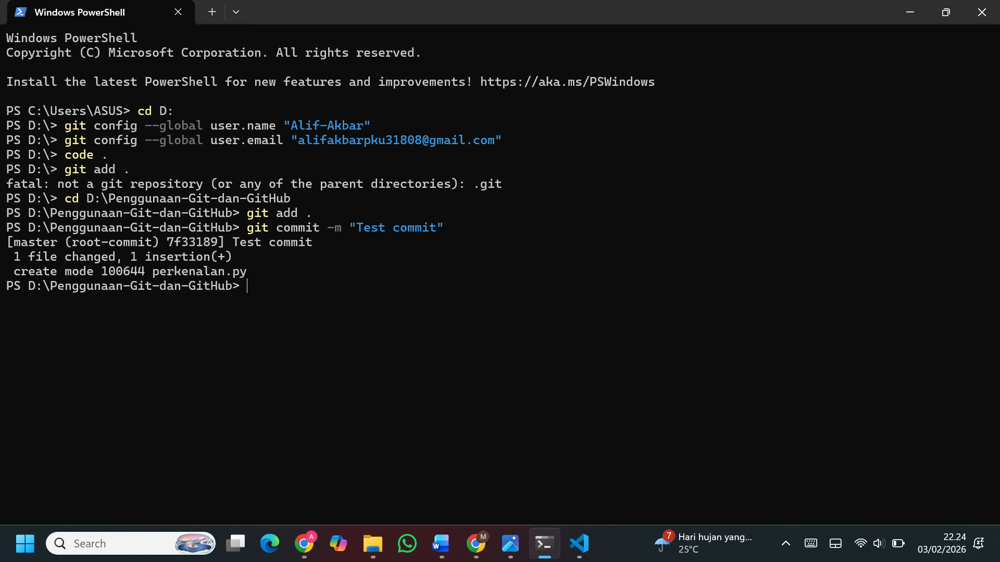 Windows PowerShell
Windows PowerShell
Copyright (C) Microsoft Corporation. All rights reserved.
Install the latest PowerShell for new features and improvements! https://aka.ms/PSWindows
PS C:\Users\ASUS> cd D:
PS D:\> git config --global user.name "Alif-Akbar"
PS D:\> git config --global user.email "alifakbarpku31808@gmail.com"
PS D:\> code .
PS D:\> git add .
fatal: not a git repository (or any of the parent directories): .git
PS D:\> cd D:\Penggunaan-Git-dan-GitHub
PS D:\Penggunaan-Git-dan-GitHub> git add .
PS D:\Penggunaan-Git-dan-GitHub> git commit -m "Test commit"
[master (root-commit) 7f33189] Test commit
 1 file changed, 1 insertion(+)
 create mode 100644 perkenalan.py
PS D:\Penggunaan-Git-dan-GitHub>
Search
A
W
M
7
Hari hujan yang...
25°C
22.24
03/02/2026